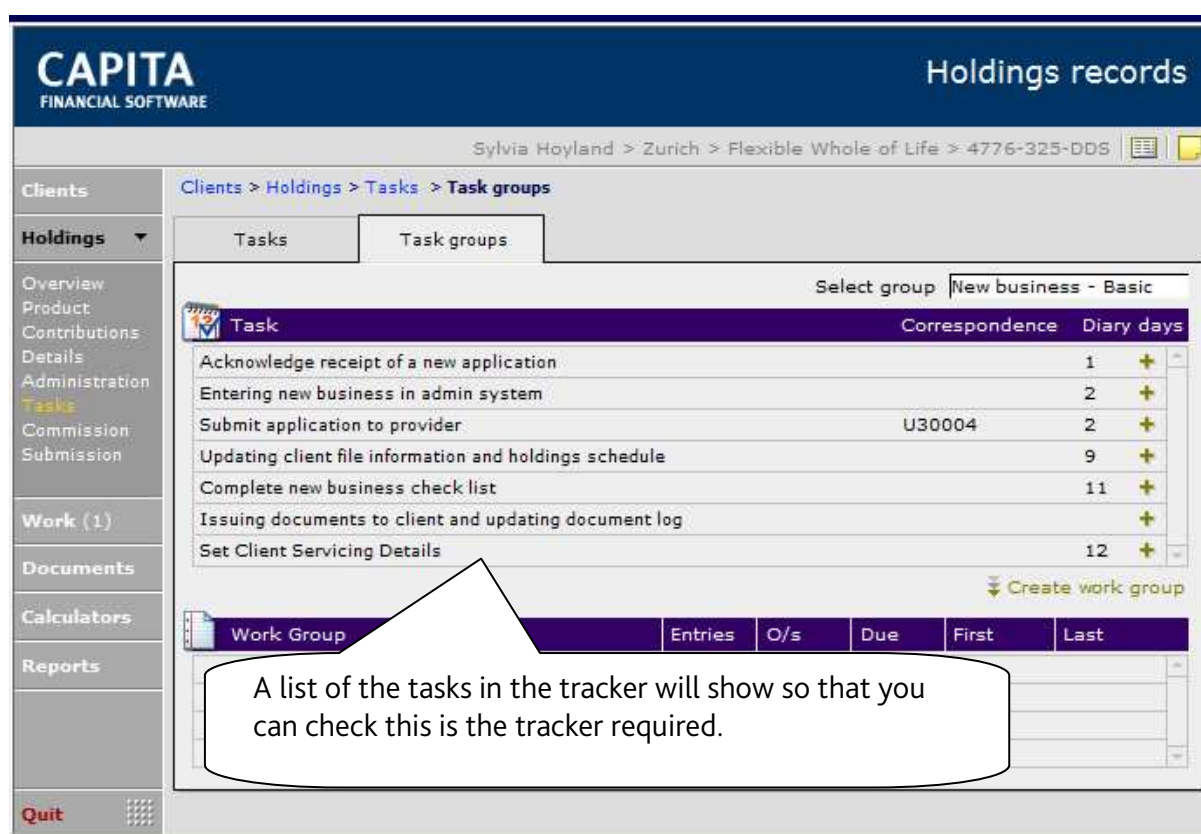 CAPITA
FINANCIAL SOFTWARE
Holdings records
Sylvia Hoyland > Zurich > Flexible Whole of Life > 4776-325-DDS
Clients
Clients > Holdings > Tasks > Task groups
Holdings
Tasks
Task groups
Overview
Product
Contributions
Details
Administration
Tasks
Commission
Submission
Work (1)
Documents
Calculators
Reports
Quit
Select group New business - Basic
Task Correspondence Diary days
Acknowledge receipt of a new application 1 +
Entering new business in admin system 2 +
Submit application to provider U30004 2 +
Updating client file information and holdings schedule 9 +
Complete new business check list 11 +
Issuing documents to client and updating document log +
Set Client Servicing Details 12 +
Create work group
Work Group Entries O/s Due First Last
A list of the tasks in the tracker will show so that you
can check this is the tracker required.